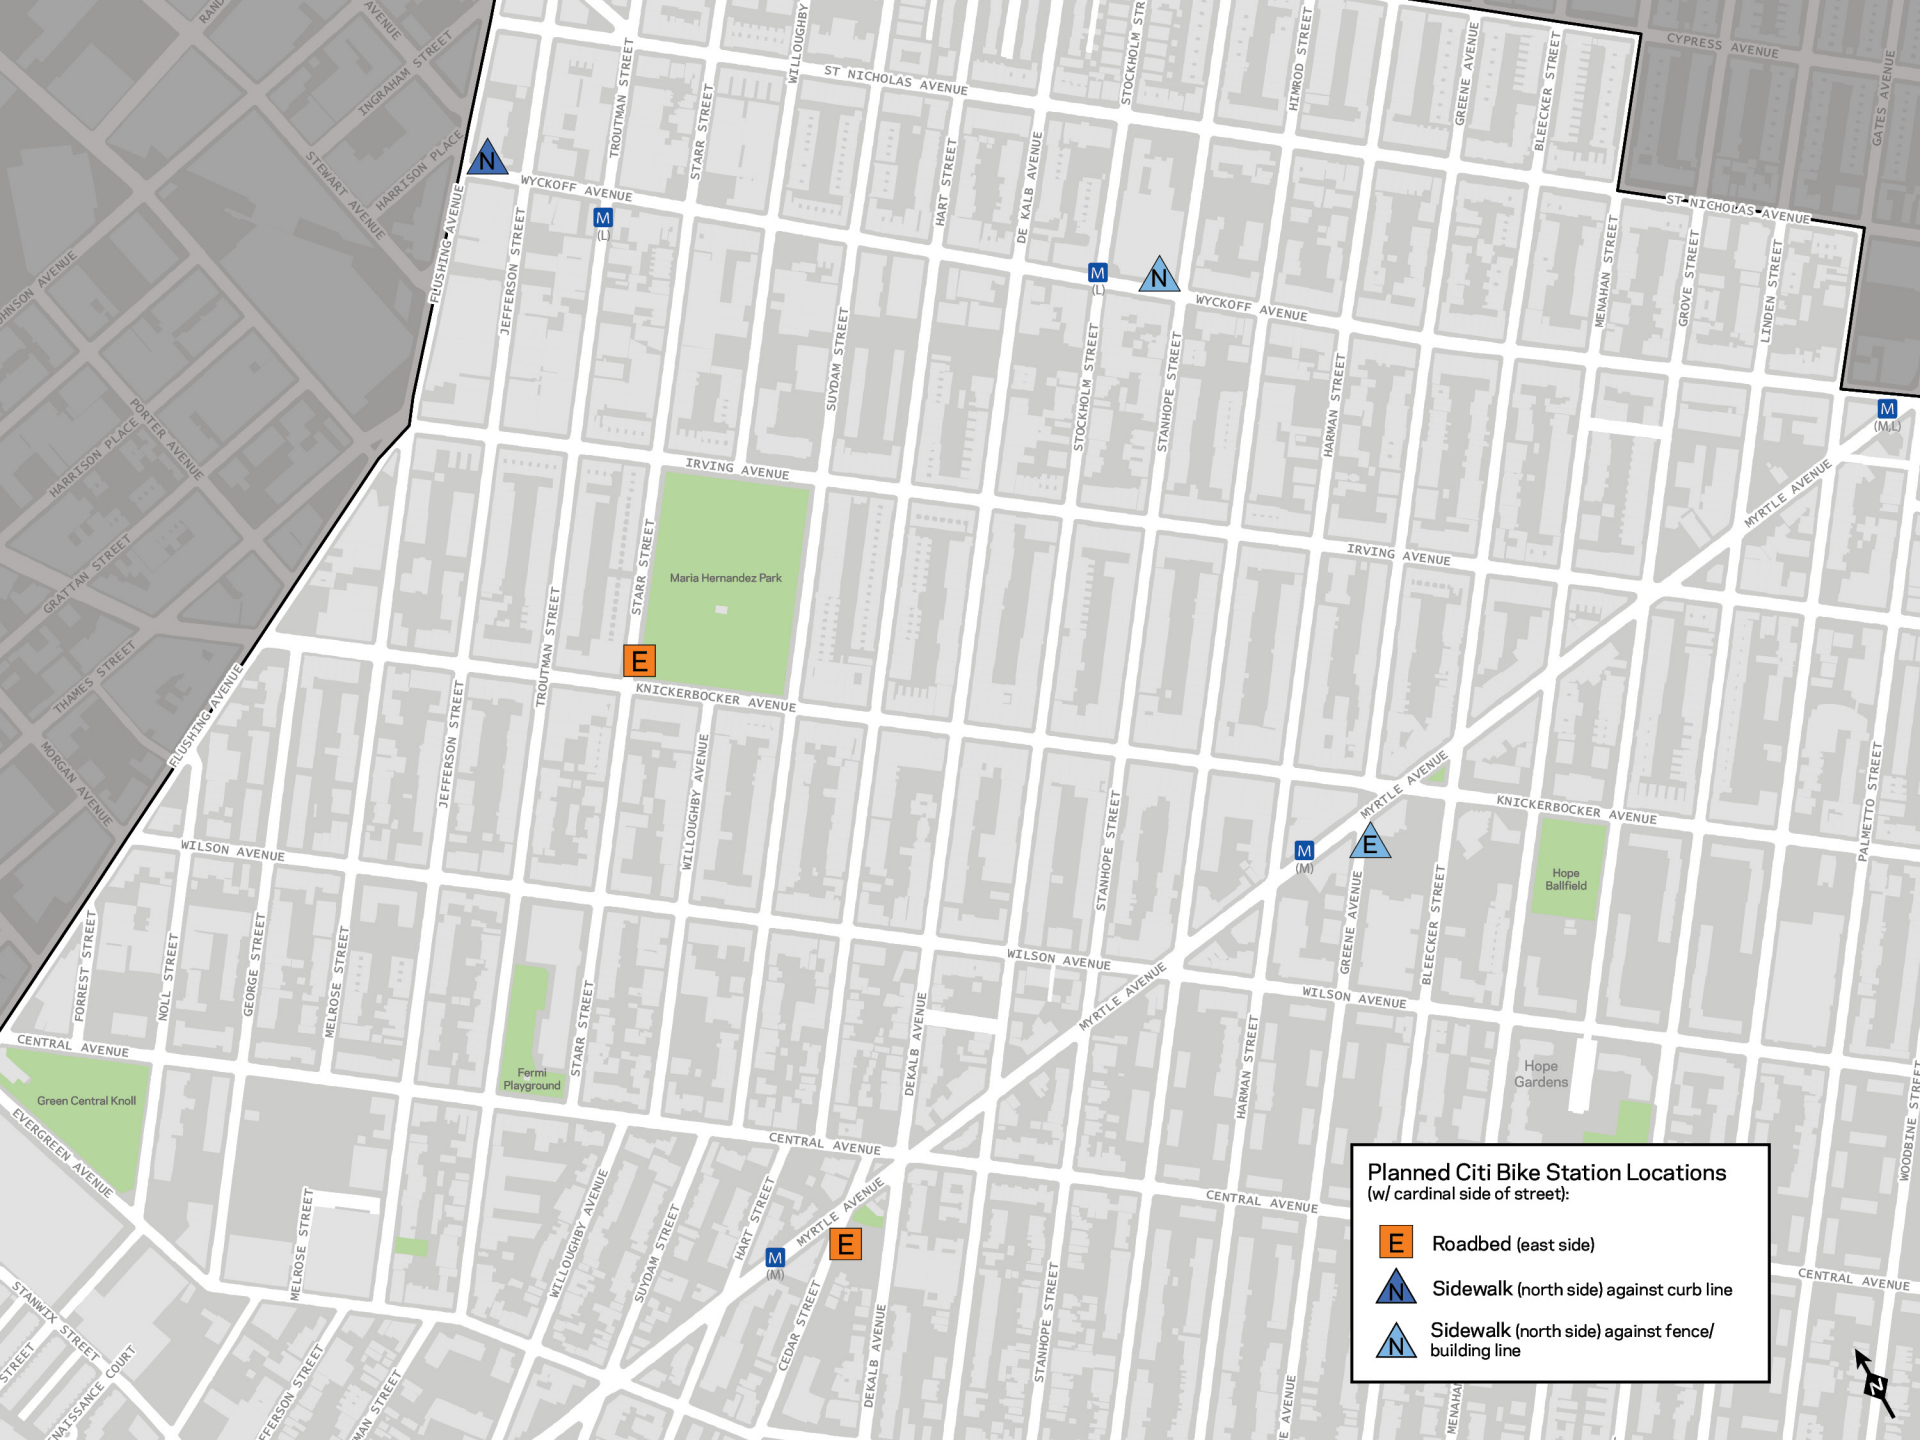 RAND
AVENUE
INGRAHAM STREET
TROUTMAN STREET
STARR STREET
WILLOUGHBY
ST NICHOLAS AVENUE
STOCKHOLM STR
HIMROD STREET
GREENE AVENUE
BLEECKER STREET
CYPRESS AVENUE
GATES AVENUE
HARRISON PLACE
STEWART AVENUE
N
WYCKOFF AVENUE
M
(L)
FLUSHING AVENUE
JEFFERSON STREET
HART STREET
DE KALB AVENUE
M
(L)
N
WYCKOFF AVENUE
ST NICHOLAS AVENUE
MENAHAN STREET
GROVE STREET
LINDEN STREET
OHNSON AVENUE
SUYDAM STREET
STOCKHOLM STREET
STANHOPE STREET
HARMAN STREET
M
(M,L)
MYRTLE AVENUE
PORTER AVENUE
HARRISON PLACE
IRVING AVENUE
IRVING AVENUE
GRATTAN STREET
STARR STREET
Maria Hernandez Park
TROUTMAN STREET
E
KNICKERBOCKER AVENUE
THAMES STREET
FLUSHING AVENUE
MORGAN AVENUE
JEFFERSON STREET
WILLOUGHBY AVENUE
STANHOPE STREET
MYRTLE AVENUE
M
(M)
E
KNICKERBOCKER AVENUE
PALMETTO STREET
WILSON AVENUE
Hope
Ballfield
GREENE AVENUE
BLEECKER STREET
FORREST STREET
NOLL STREET
GEORGE STREET
MELROSE STREET
STARR STREET
DEKALB AVENUE
WILSON AVENUE
MYRTLE AVENUE
WILSON AVENUE
HARMAN STREET
CENTRAL AVENUE
Fermi
Playground
Hope
Gardens
Green Central Knoll
EVERGREEN AVENUE
CENTRAL AVENUE
WOODBINE STREET
MELROSE STREET
WILLOUGHBY AVENUE
SUYDAM STREET
HART STREET
MYRTLE AVENUE
M
(M)
E
CEDAR STREET
DEKALB AVENUE
STANHOPE STREET
CENTRAL AVENUE
CENTRAL AVENUE
STANWIX STREET
STREET
NAISSANCE COURT
FFERSON STREET
MAN STREET
E AVENUE
MENAHA
Planned Citi Bike Station Locations
(w/ cardinal side of street):
E Roadbed (east side)
N Sidewalk (north side) against curb line
N Sidewalk (north side) against fence/
building line
N